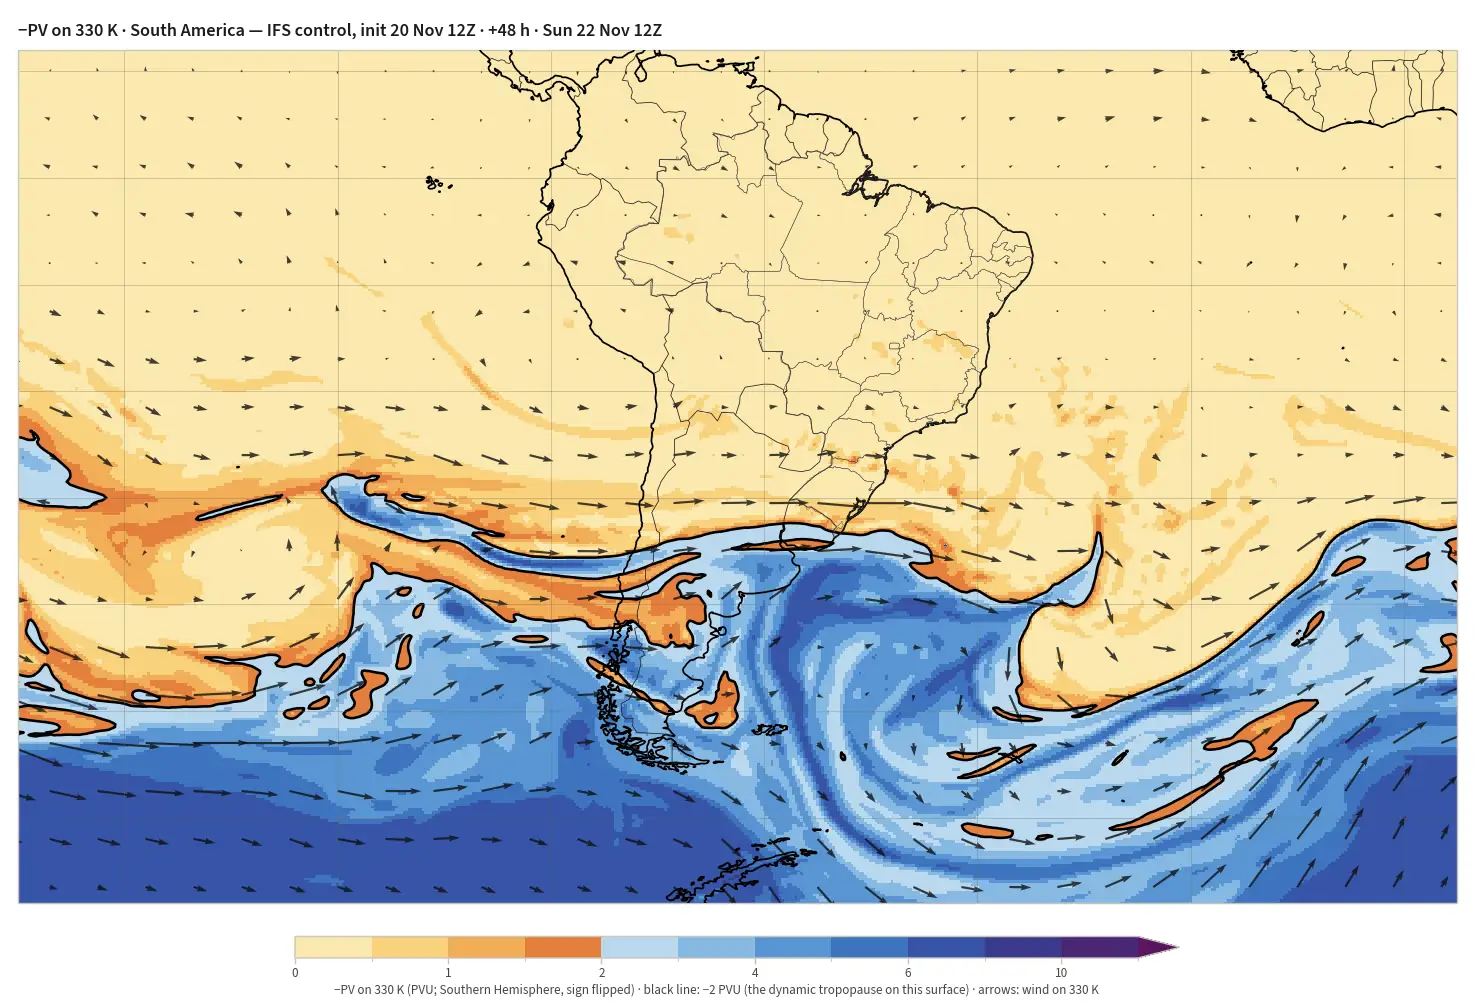 −PV on 330 K · South America — IFS control, init 20 Nov 12Z · +48 h · Sun 22 Nov 12Z
0 1 2 4 6 10
−PV on 330 K (PVU; Southern Hemisphere, sign flipped) · black line: −2 PVU (the dynamic tropopause on this surface) · arrows: wind on 330 K